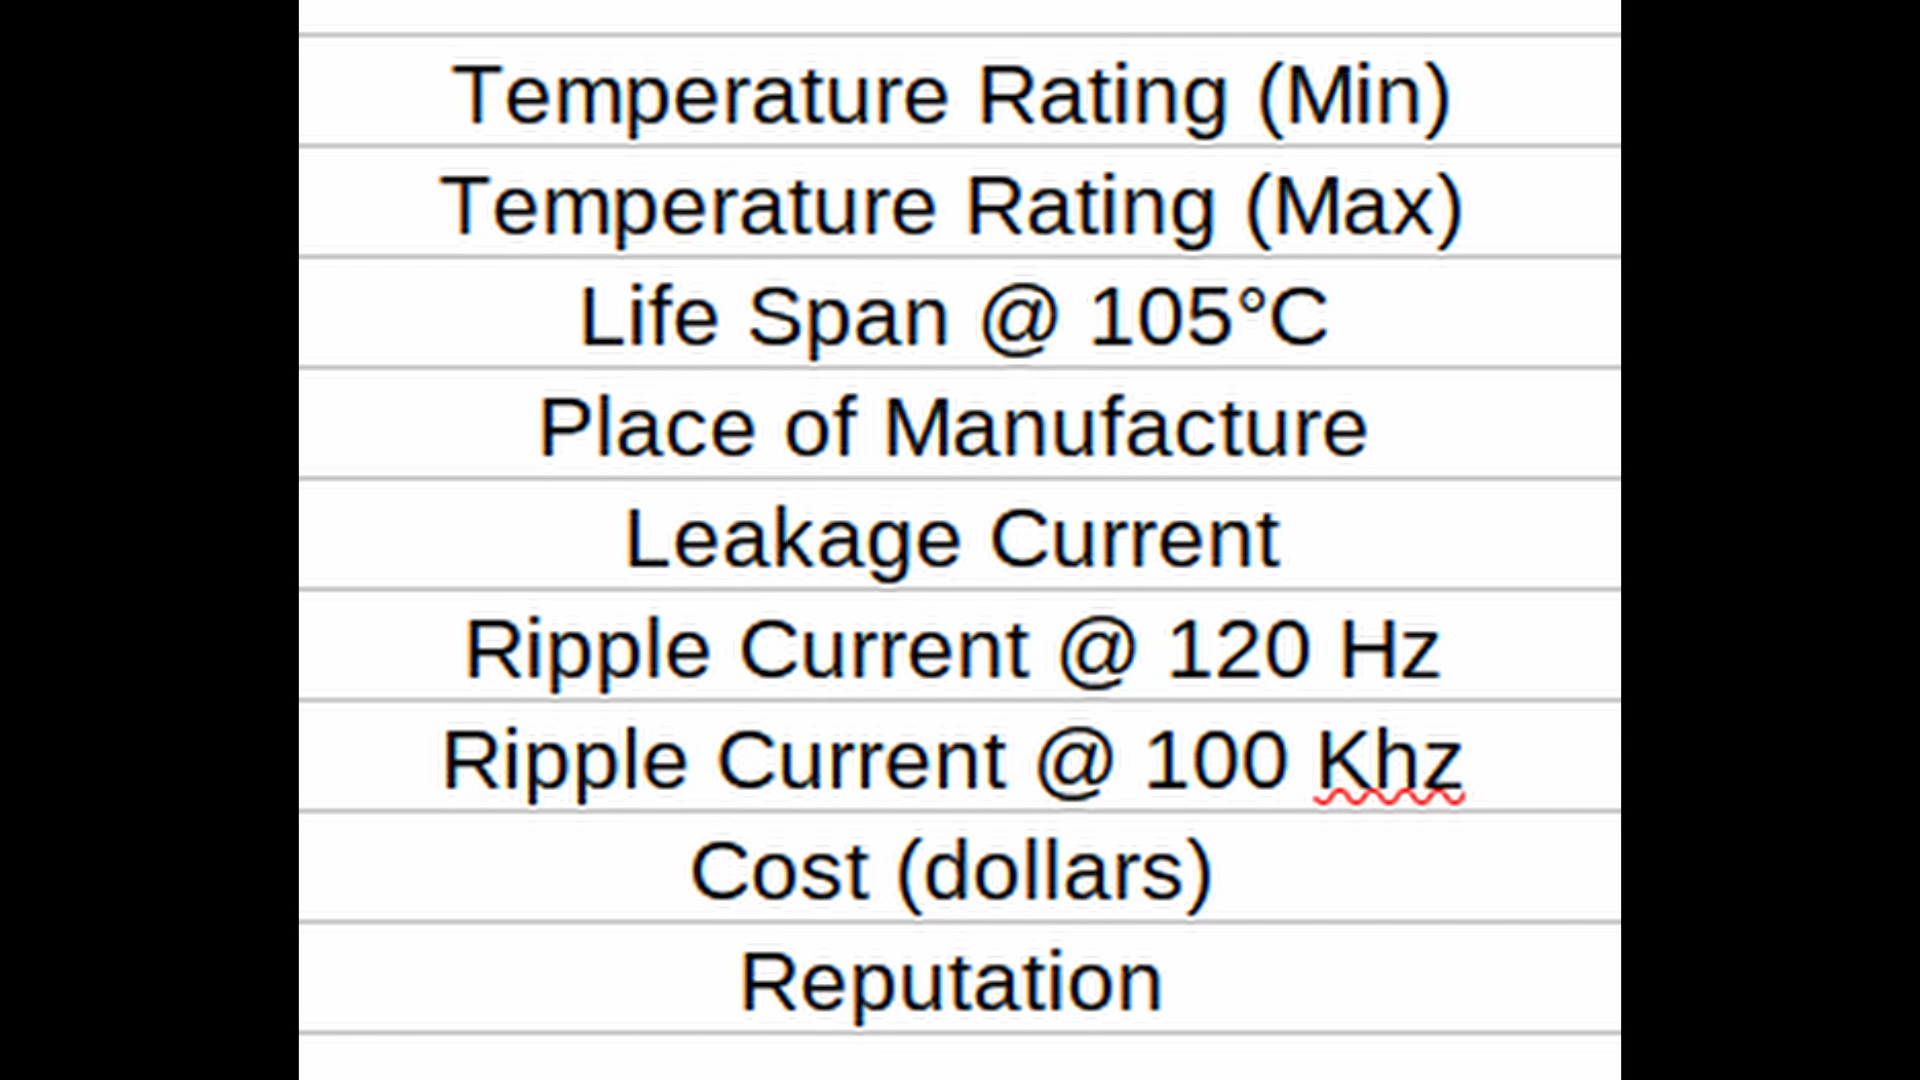 Temperature Rating (Min)
Temperature Rating (Max)
Life Span @ 105°C
Place of Manufacture
Leakage Current
Ripple Current @ 120 Hz
Ripple Current @ 100 Khz
Cost (dollars)
Reputation